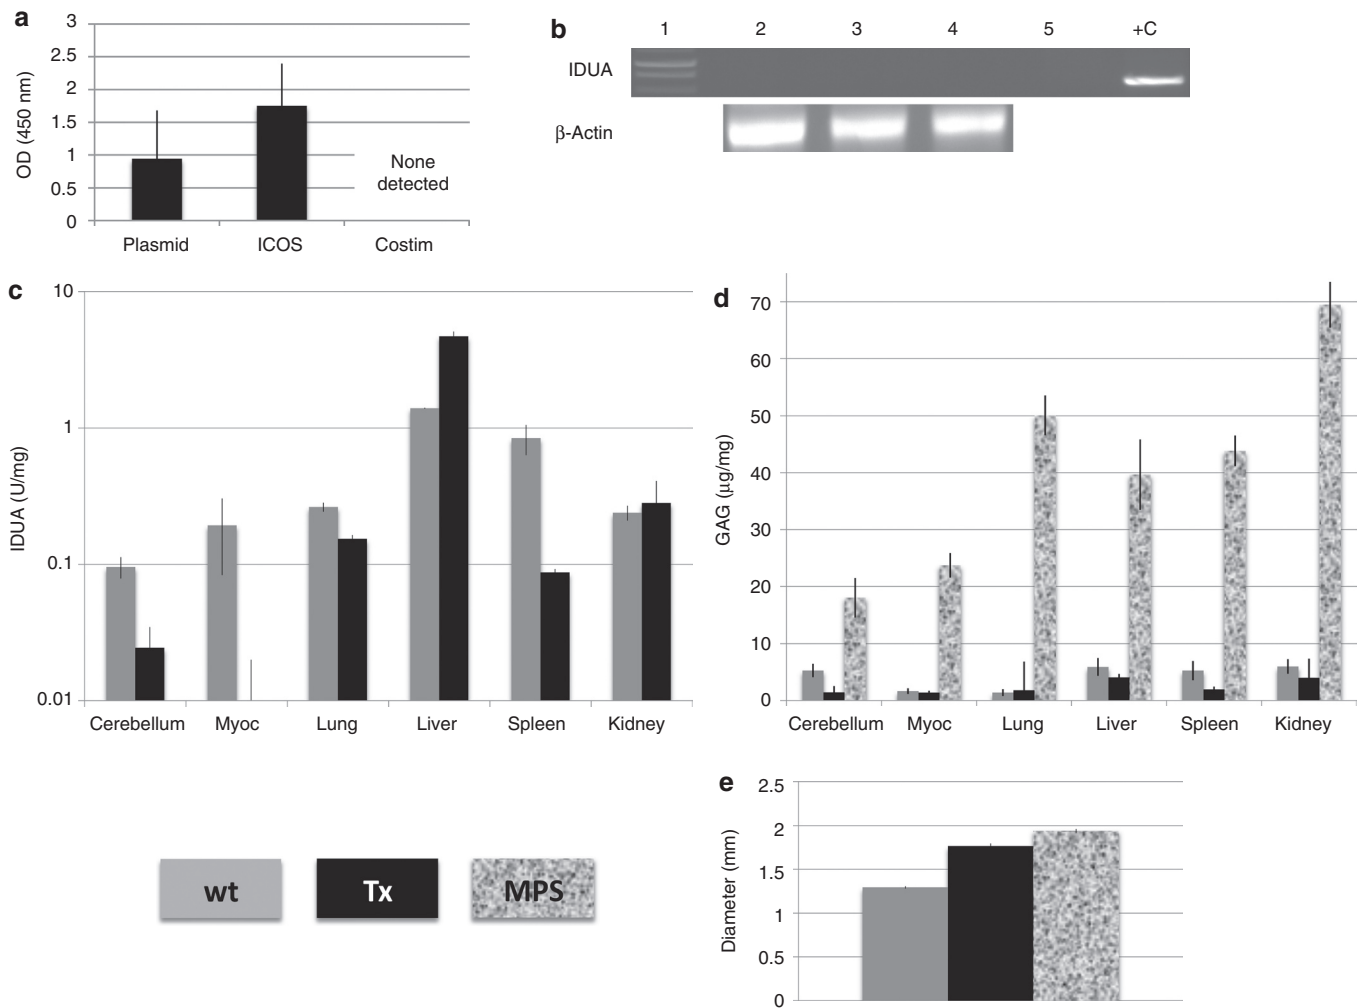 a
3
2.5
2
1.5
1
0.5
0
OD (450 nm)
None
detected
Plasmid ICOS Costim
b
1 2 3 4 5 +C
IDUA
β-Actin
c
10
1
0.1
0.01
IDUA (U/mg)
Cerebellum Myoc Lung Liver Spleen Kidney
d
70
60
50
40
30
20
10
0
GAG (µg/mg)
Cerebellum Myoc Lung Liver Spleen Kidney
wt Tx MPS
e
2.5
2
1.5
1
0.5
0
Diameter (mm)